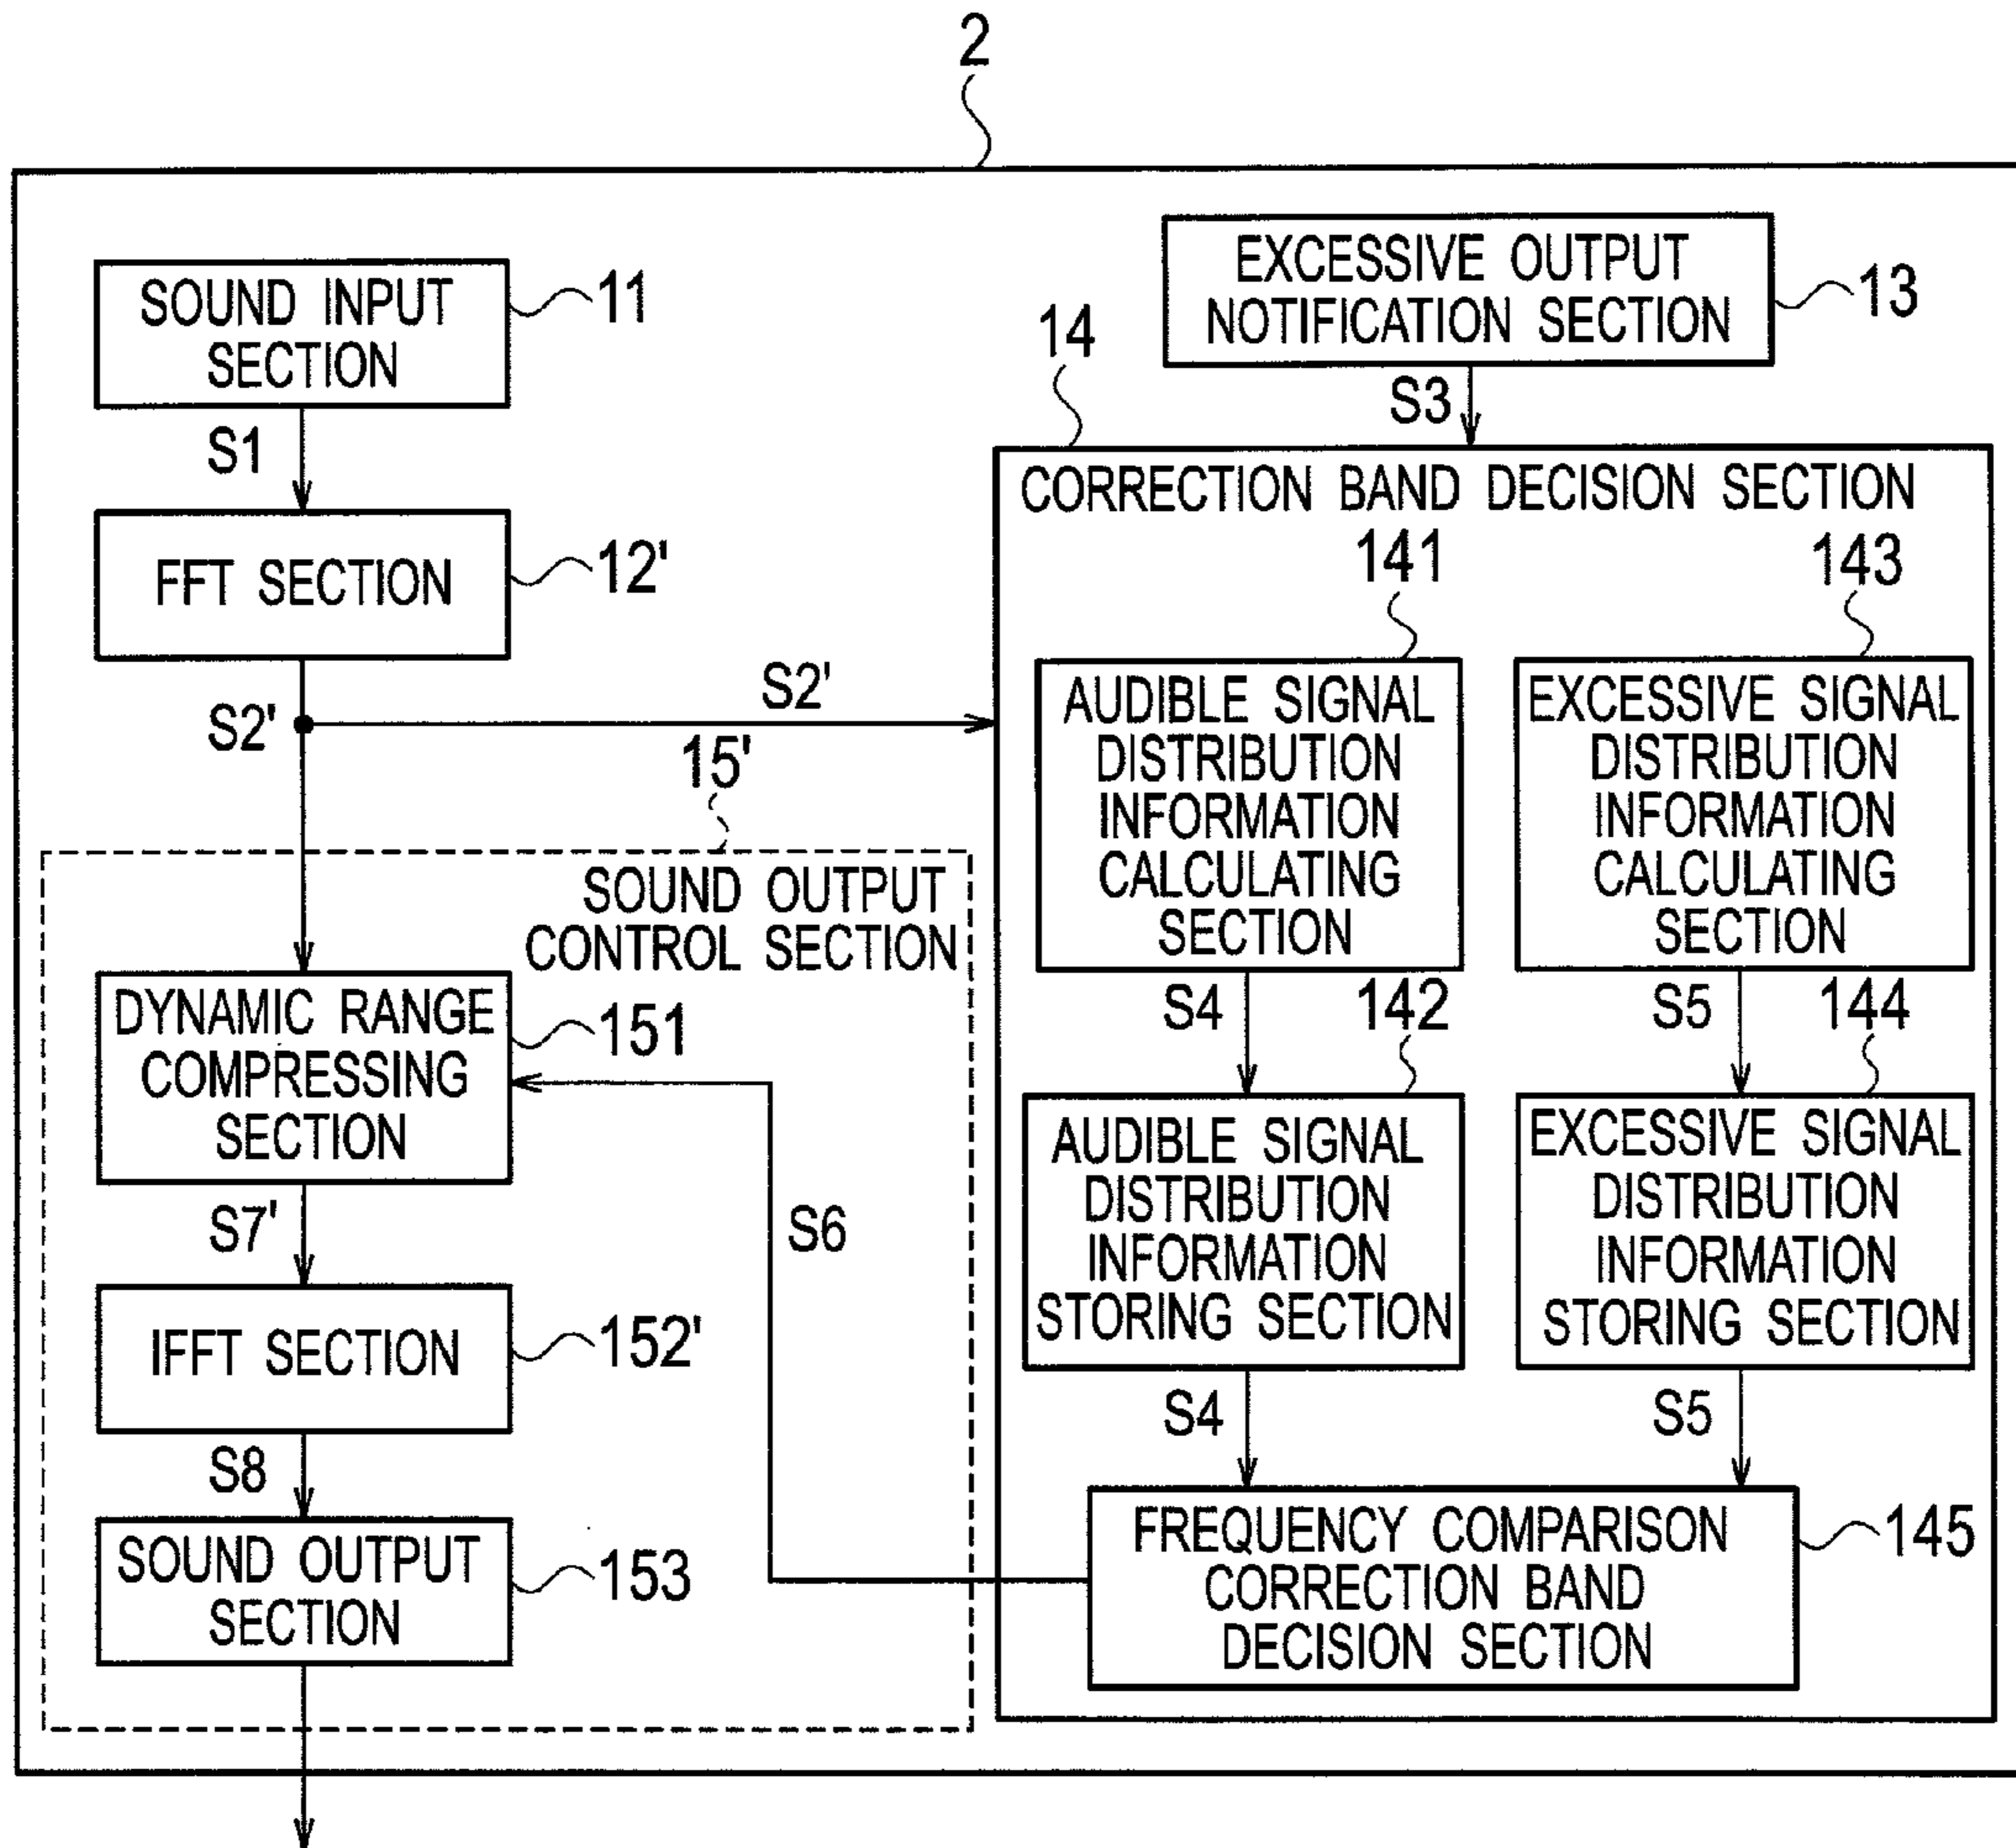 2
SOUND INPUT
SECTION
11
S1
FFT SECTION
12'
S2'
S2'
EXCESSIVE OUTPUT
NOTIFICATION SECTION
13
S3
14
CORRECTION BAND DECISION SECTION
141
AUDIBLE SIGNAL
DISTRIBUTION
INFORMATION
CALCULATING
SECTION
143
EXCESSIVE SIGNAL
DISTRIBUTION
INFORMATION
CALCULATING
SECTION
S4
142
AUDIBLE SIGNAL
DISTRIBUTION
INFORMATION
STORING SECTION
S5
144
EXCESSIVE SIGNAL
DISTRIBUTION
INFORMATION
STORING SECTION
S4
S5
FREQUENCY COMPARISON
CORRECTION BAND
DECISION SECTION
145
S6
15'
SOUND OUTPUT
CONTROL SECTION
DYNAMIC RANGE
COMPRESSING
SECTION
151
S7'
IFFT SECTION
152'
S8
SOUND OUTPUT
SECTION
153